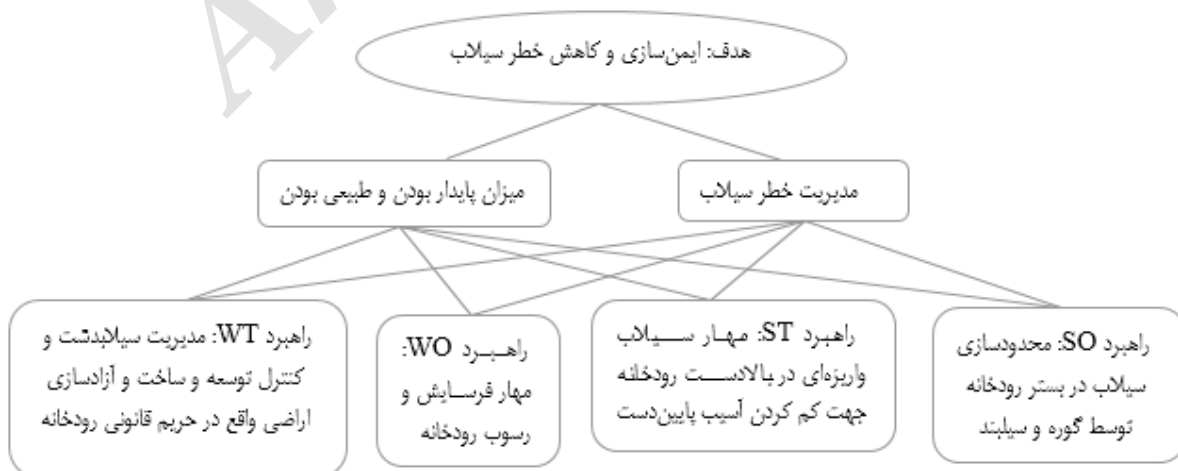 هدف: ایمن‌سازی و کاهش خطر سیلاب
مدیریت خطر سیلاب
میزان پایدار بودن و طبیعی بودن
راهبرد SO: محدودسازی
سیلاب در بستر رودخانه
توسط گوره و سیلبند
راهبرد ST: مهار سیلاب
واریزه‌ای در بالادست رودخانه
جهت کم کردن آسیب پایین‌دست
راهبرد WO:
مهار فرسایش و
رسوب رودخانه
راهبرد WT: مدیریت سیلابدشت و
کنترل توسعه و ساخت و آزادسازی
اراضی واقع در حریم قانونی رودخانه